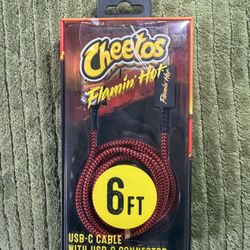 Cheetos
Flamin' Hot
Flamin' Hot
6FT
USB-C CABLE
WITH USB-C CONNECTOR